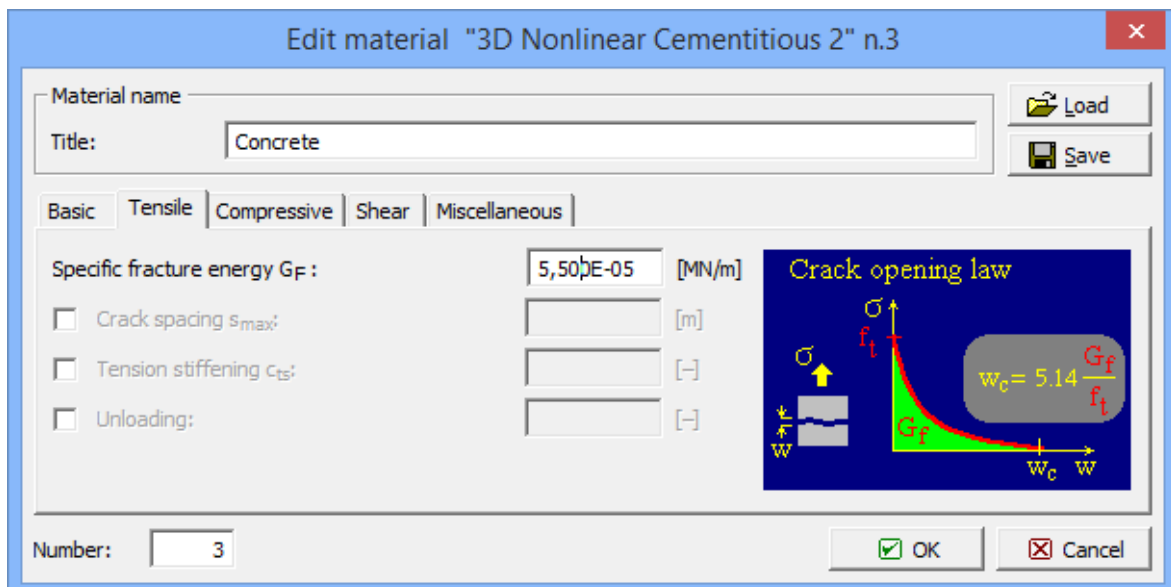 Edit material "3D Nonlinear Cementitious 2" n.3
Material name
Title: Concrete
Load
Save
Basic Tensile Compressive Shear Miscellaneous
Specific fracture energy GF : 5,500E-05 [MN/m]
Crack spacing smax: [m]
Tension stiffening cts: [-]
Unloading: [-]
Crack opening law
σ
ft
σ
wc = 5.14 Gf/ft
Gf
w
wc w
Number: 3
OK Cancel